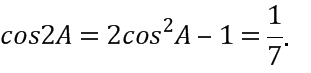 cos2A = 2cos²A − 1 = 1/7.